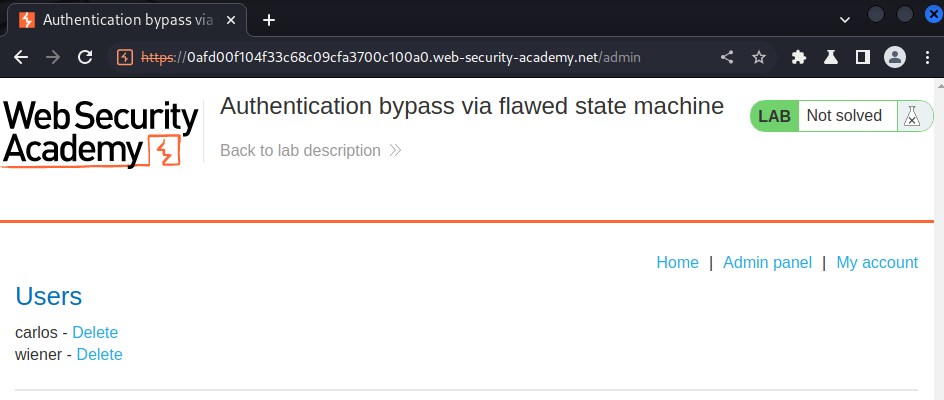 Authentication bypass via
https://0afd00f104f33c68c09cfa3700c100a0.web-security-academy.net/admin
Web Security
Academy
Authentication bypass via flawed state machine
Back to lab description
LAB Not solved
Home | Admin panel | My account
Users
carlos - Delete
wiener - Delete